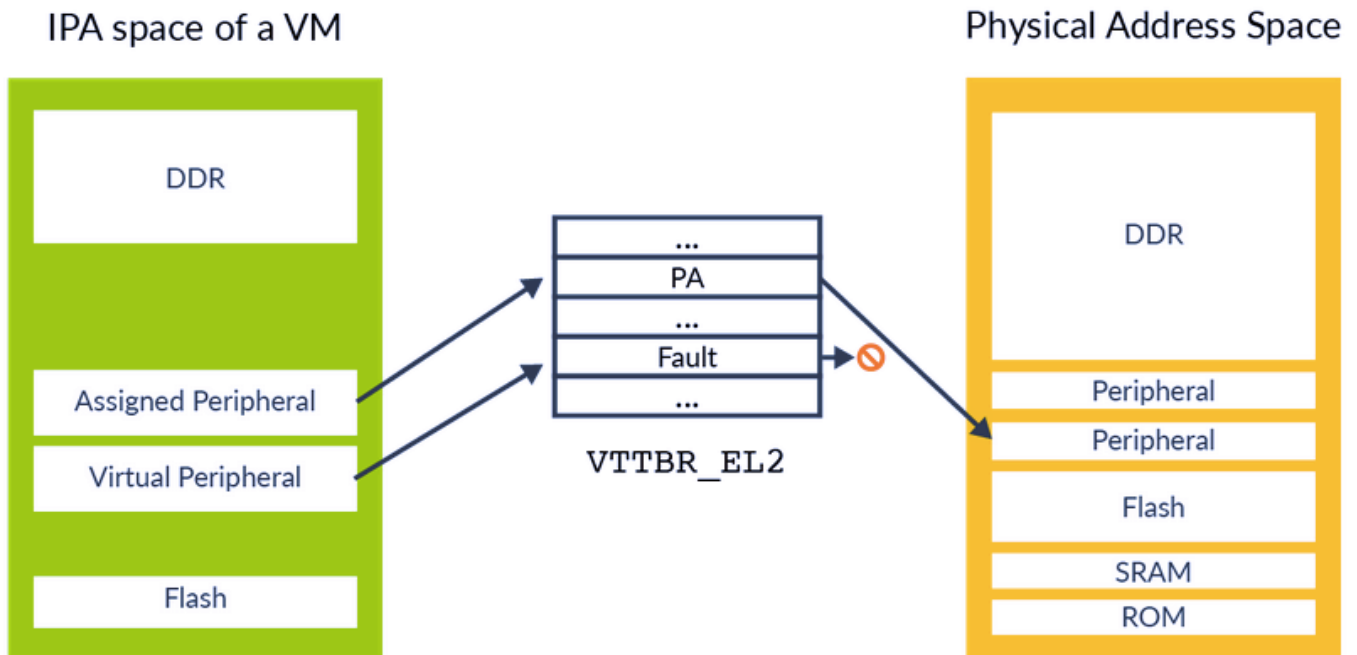 IPA space of a VM
Physical Address Space
DDR
Assigned Peripheral
Virtual Peripheral
Flash
...
PA
...
Fault
...
VTTBR_EL2
DDR
Peripheral
Peripheral
Flash
SRAM
ROM